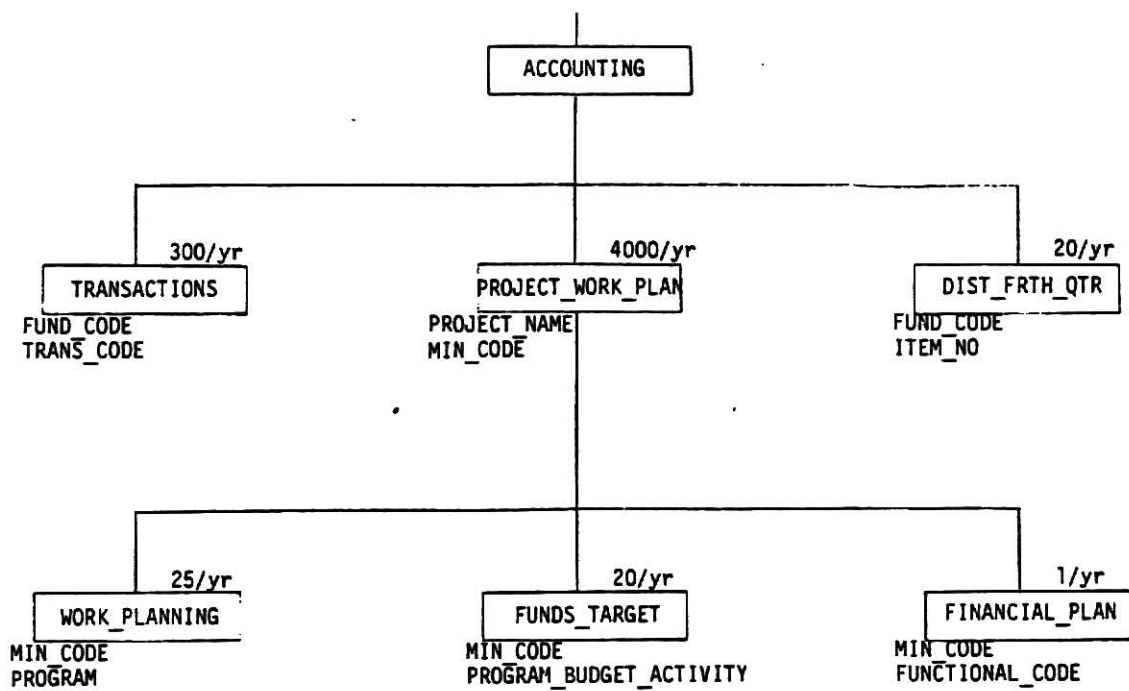 ACCOUNTING
300/yr
TRANSACTIONS
FUND_CODE
TRANS_CODE
4000/yr
PROJECT_WORK_PLAN
PROJECT_NAME
MIN_CODE
20/yr
DIST_FRTH_QTR
FUND_CODE
ITEM_NO
25/yr
WORK_PLANNING
MIN_CODE
PROGRAM
20/yr
FUNDS_TARGET
MIN_CODE
PROGRAM_BUDGET_ACTIVITY
1/yr
FINANCIAL_PLAN
MIN_CODE
FUNCTIONAL_CODE